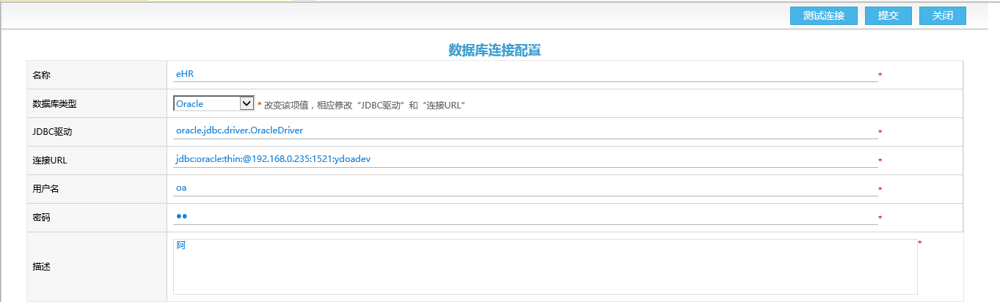 测试连接 提交 关闭
数据库连接配置
名称 eHR *
数据库类型 Oracle * 改变该项值，相应修改“JDBC驱动”和“连接URL”
JDBC驱动 oracle.jdbc.driver.OracleDriver *
连接URL jdbc:oracle:thin:@192.168.0.235:1521:ydoadev *
用户名 oa *
密码 ●● *
描述 阿 *